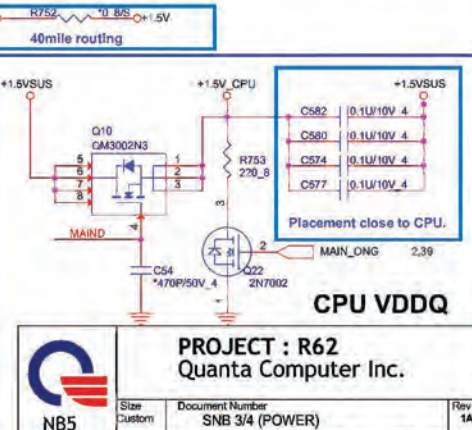 R752 *0_8/S +1.5V
40mile routing
+1.5VSUS +1.5V_CPU +1.5VSUS
Q10
QM3002N3
5 6 7 8
1 2 3
4
MAIND
C54
*470P/50V_4
R753
220_8
3
2
1
Q22
2N7002
MAIN_ONG 2,39
C582 0.1U/10V_4
C580 0.1U/10V_4
C574 0.1U/10V_4
C577 0.1U/10V_4
Placement close to CPU.
CPU VDDQ
PROJECT : R62
Quanta Computer Inc.
NB5
Size
Custom
Document Number
SNB 3/4 (POWER)
Rev
1A